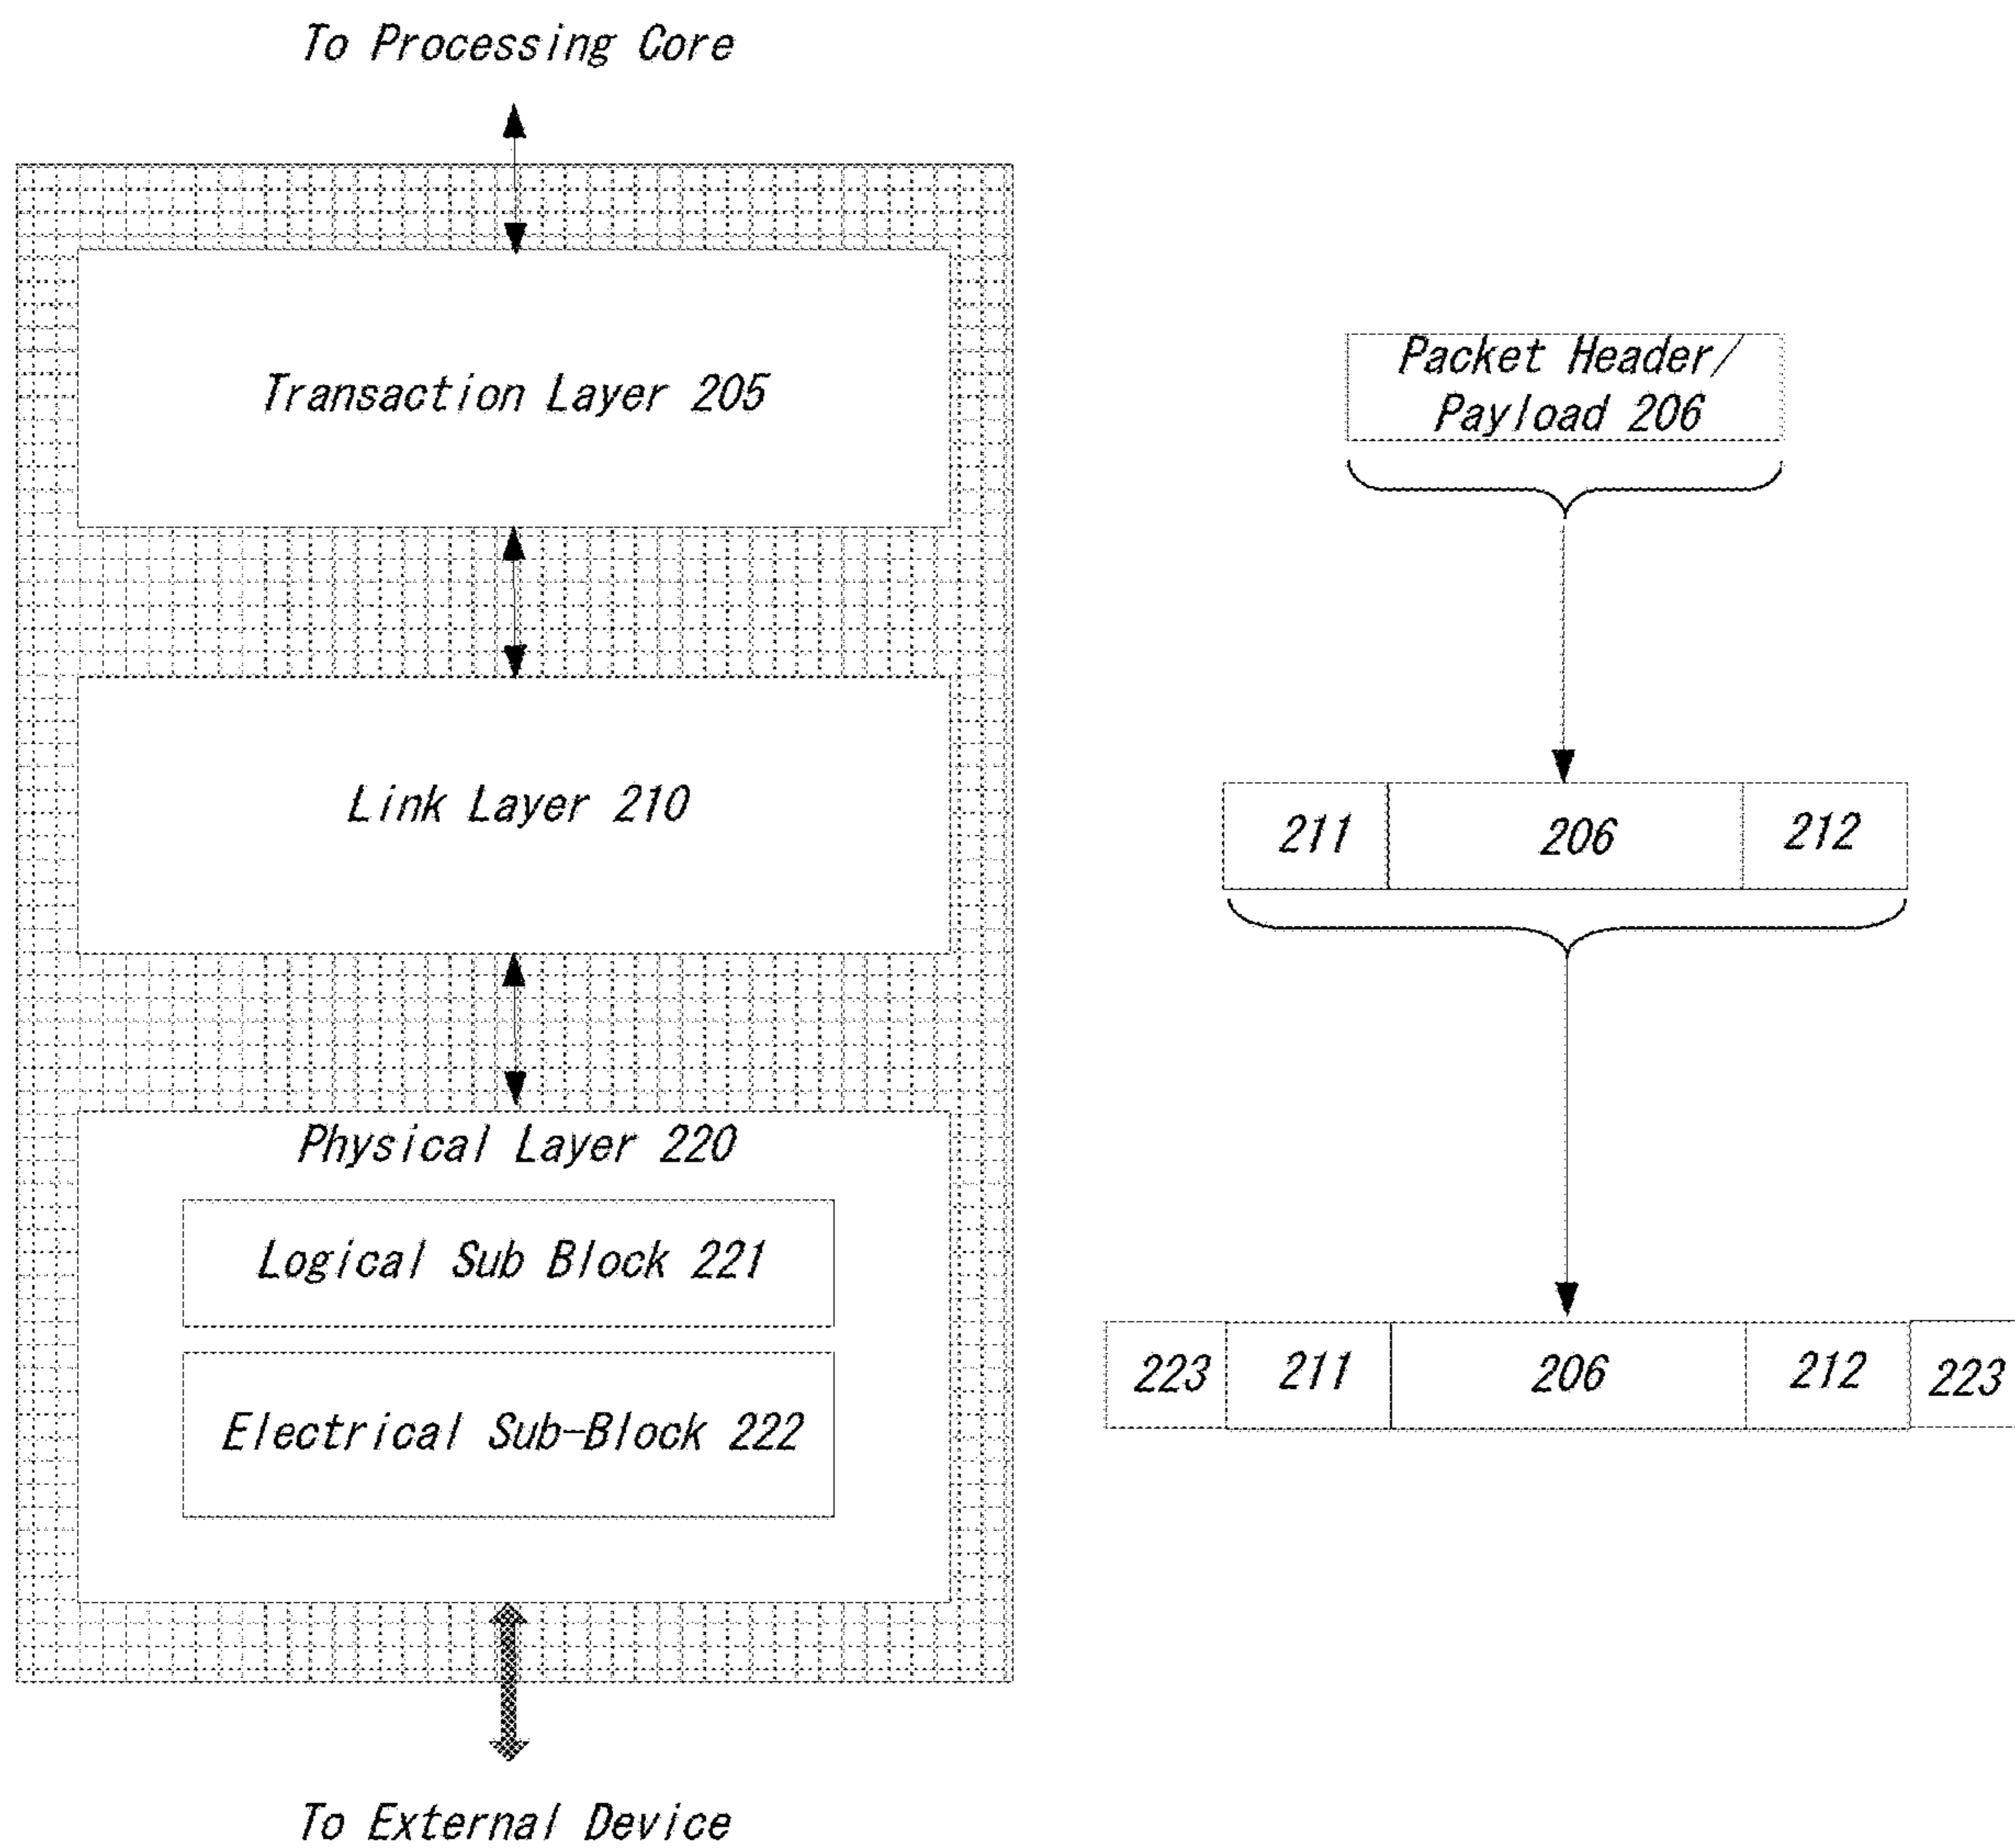 To Processing Core
Transaction Layer 205
Packet Header/
Payload 206
Link Layer 210
211 206 212
Physical Layer 220
Logical Sub Block 221
Electrical Sub-Block 222
223 211 206 212 223
To External Device